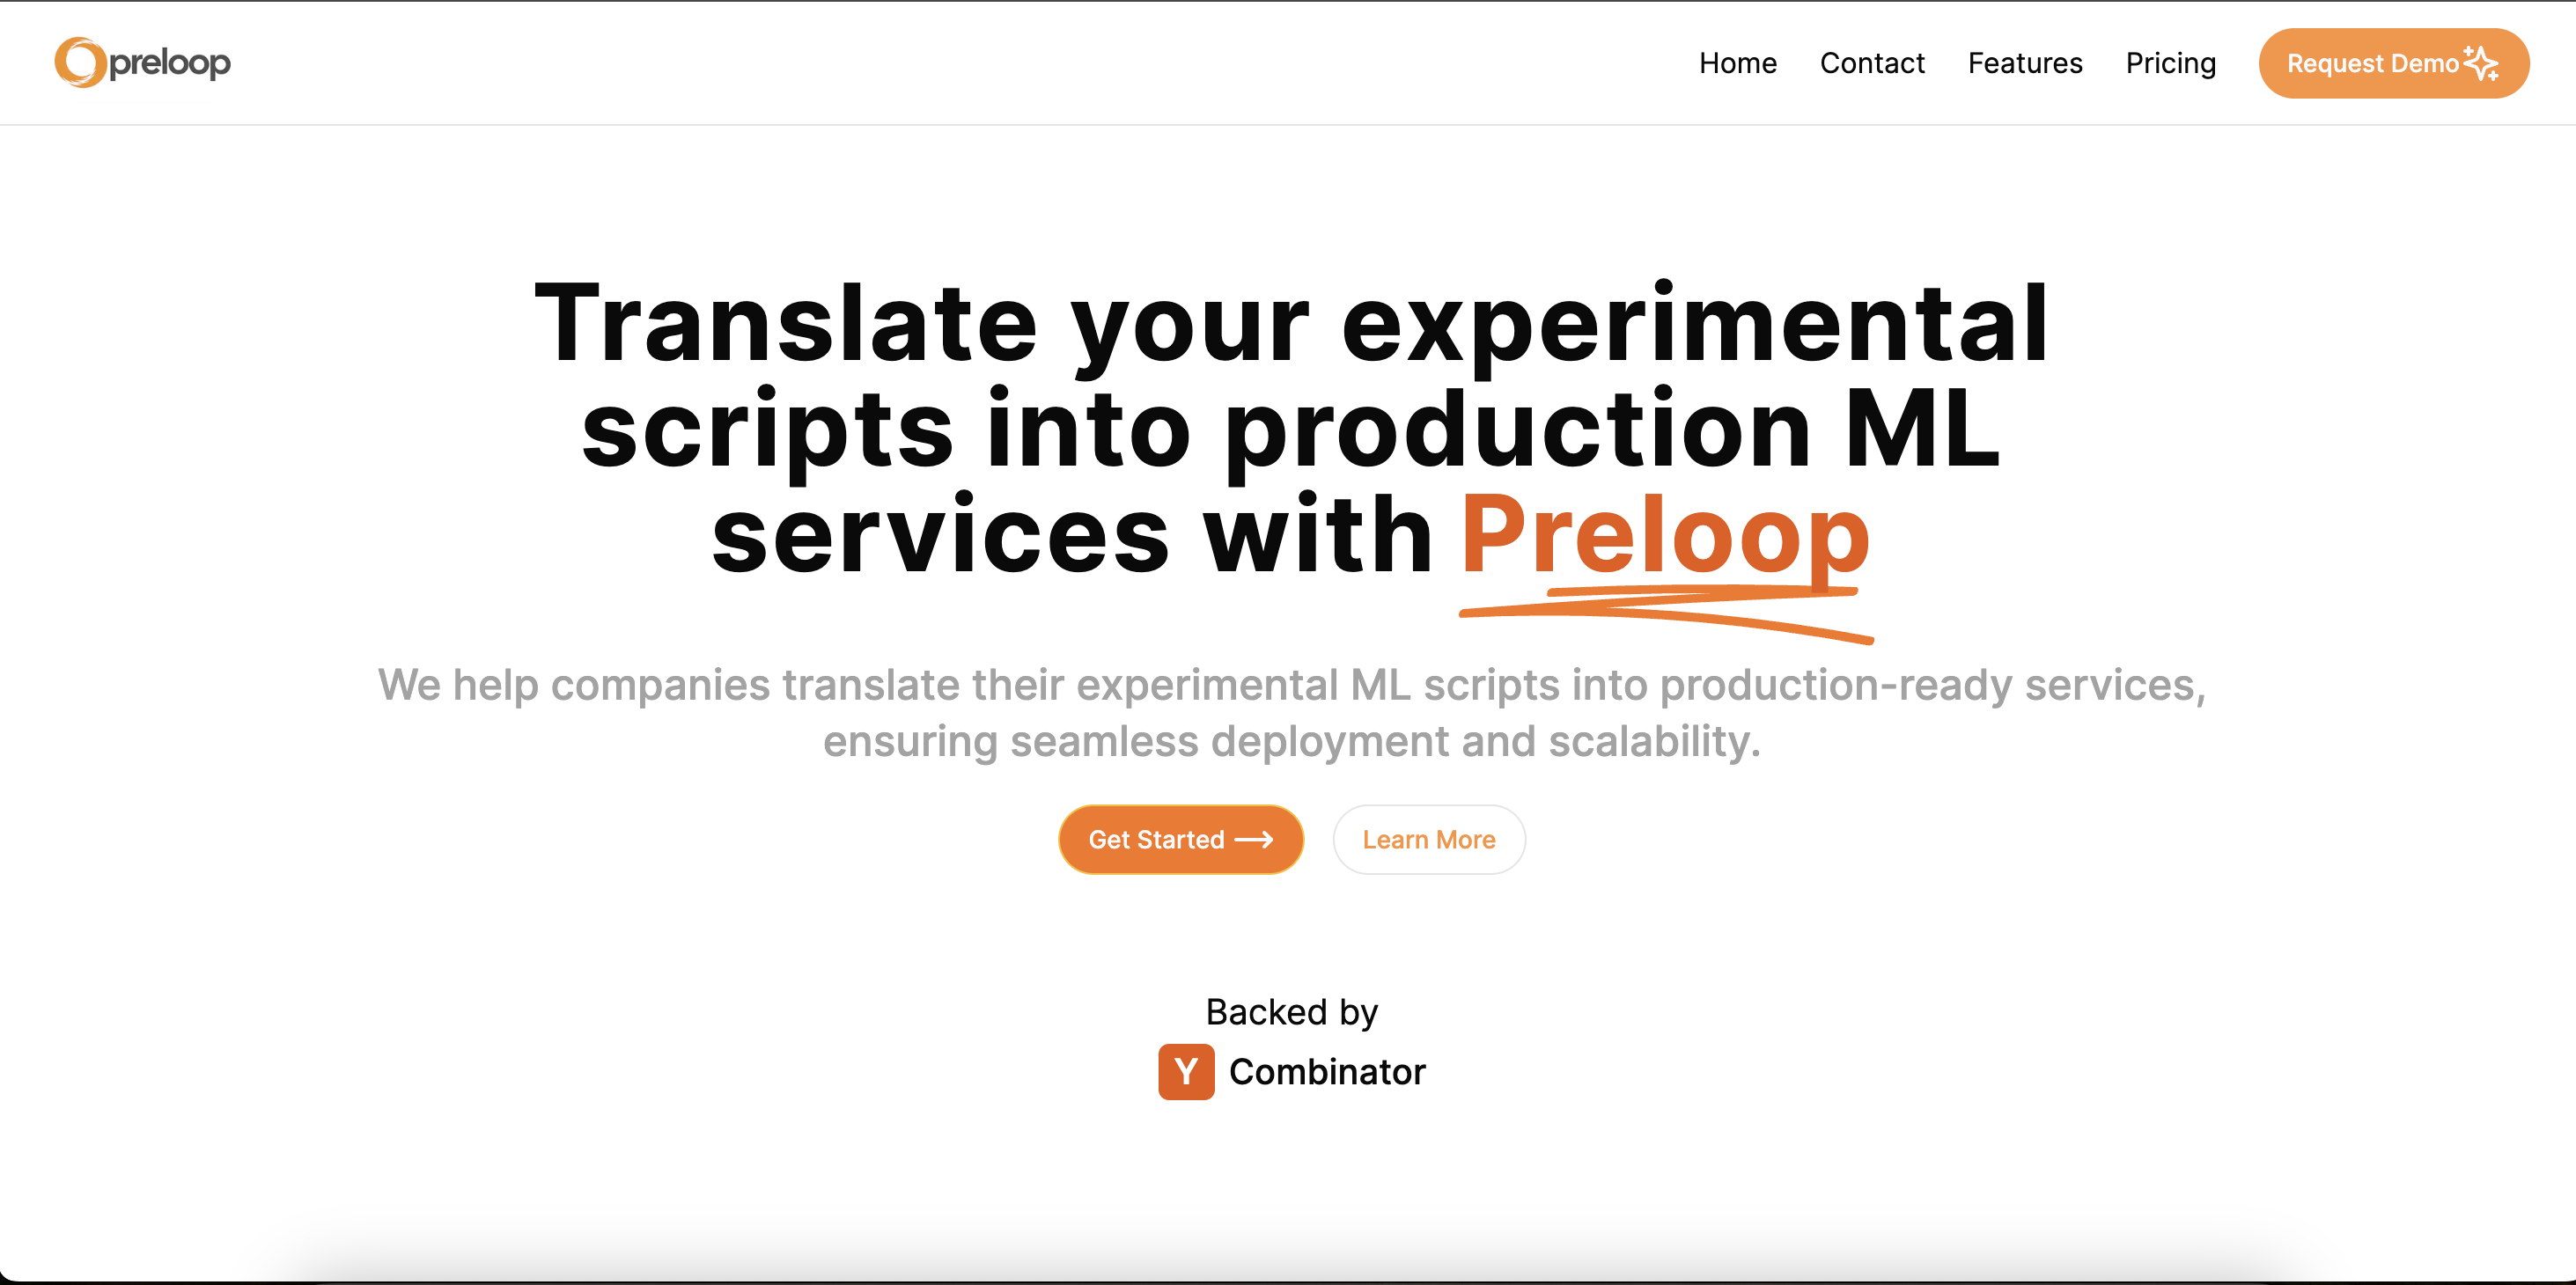 preloop
Home
Contact
Features
Pricing
Request Demo
Translate your experimental
scripts into production ML
services with Preloop
We help companies translate their experimental ML scripts into production-ready services,
ensuring seamless deployment and scalability.
Get Started
Learn More
Backed by
Y Combinator